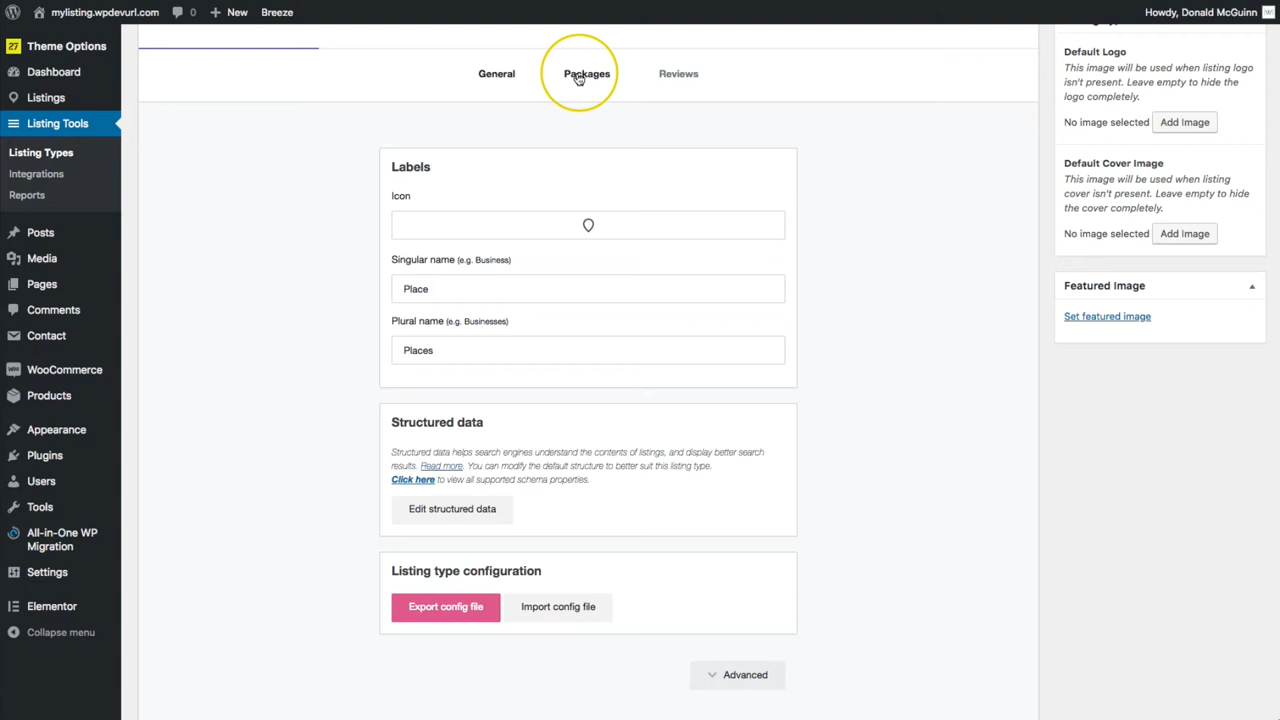 mylisting.wpdevurl.com 0 + New Breeze Howdy, Donald McGuinn
27 Theme Options
Dashboard
Listings
Listing Tools
Listing Types
Integrations
Reports
Posts
Media
Pages
Comments
Contact
WooCommerce
Products
Appearance
Plugins
Users
Tools
All-in-One WP
Migration
Settings
Elementor
Collapse menu
General Packages Reviews
Labels
Icon
Singular name (e.g. Business)
Place
Plural name (e.g. Businesses)
Places
Structured data
Structured data helps search engines understand the contents of listings, and display better search
results. Read more. You can modify the default structure to better suit this listing type.
Click here to view all supported schema properties.
Edit structured data
Listing type configuration
Export config file Import config file
Advanced
Default Logo
This image will be used when listing logo
isn't present. Leave empty to hide the
logo completely.
No image selected Add Image
Default Cover Image
This image will be used when listing
cover isn't present. Leave empty to hide
the cover completely.
No image selected Add Image
Featured Image
Set featured image